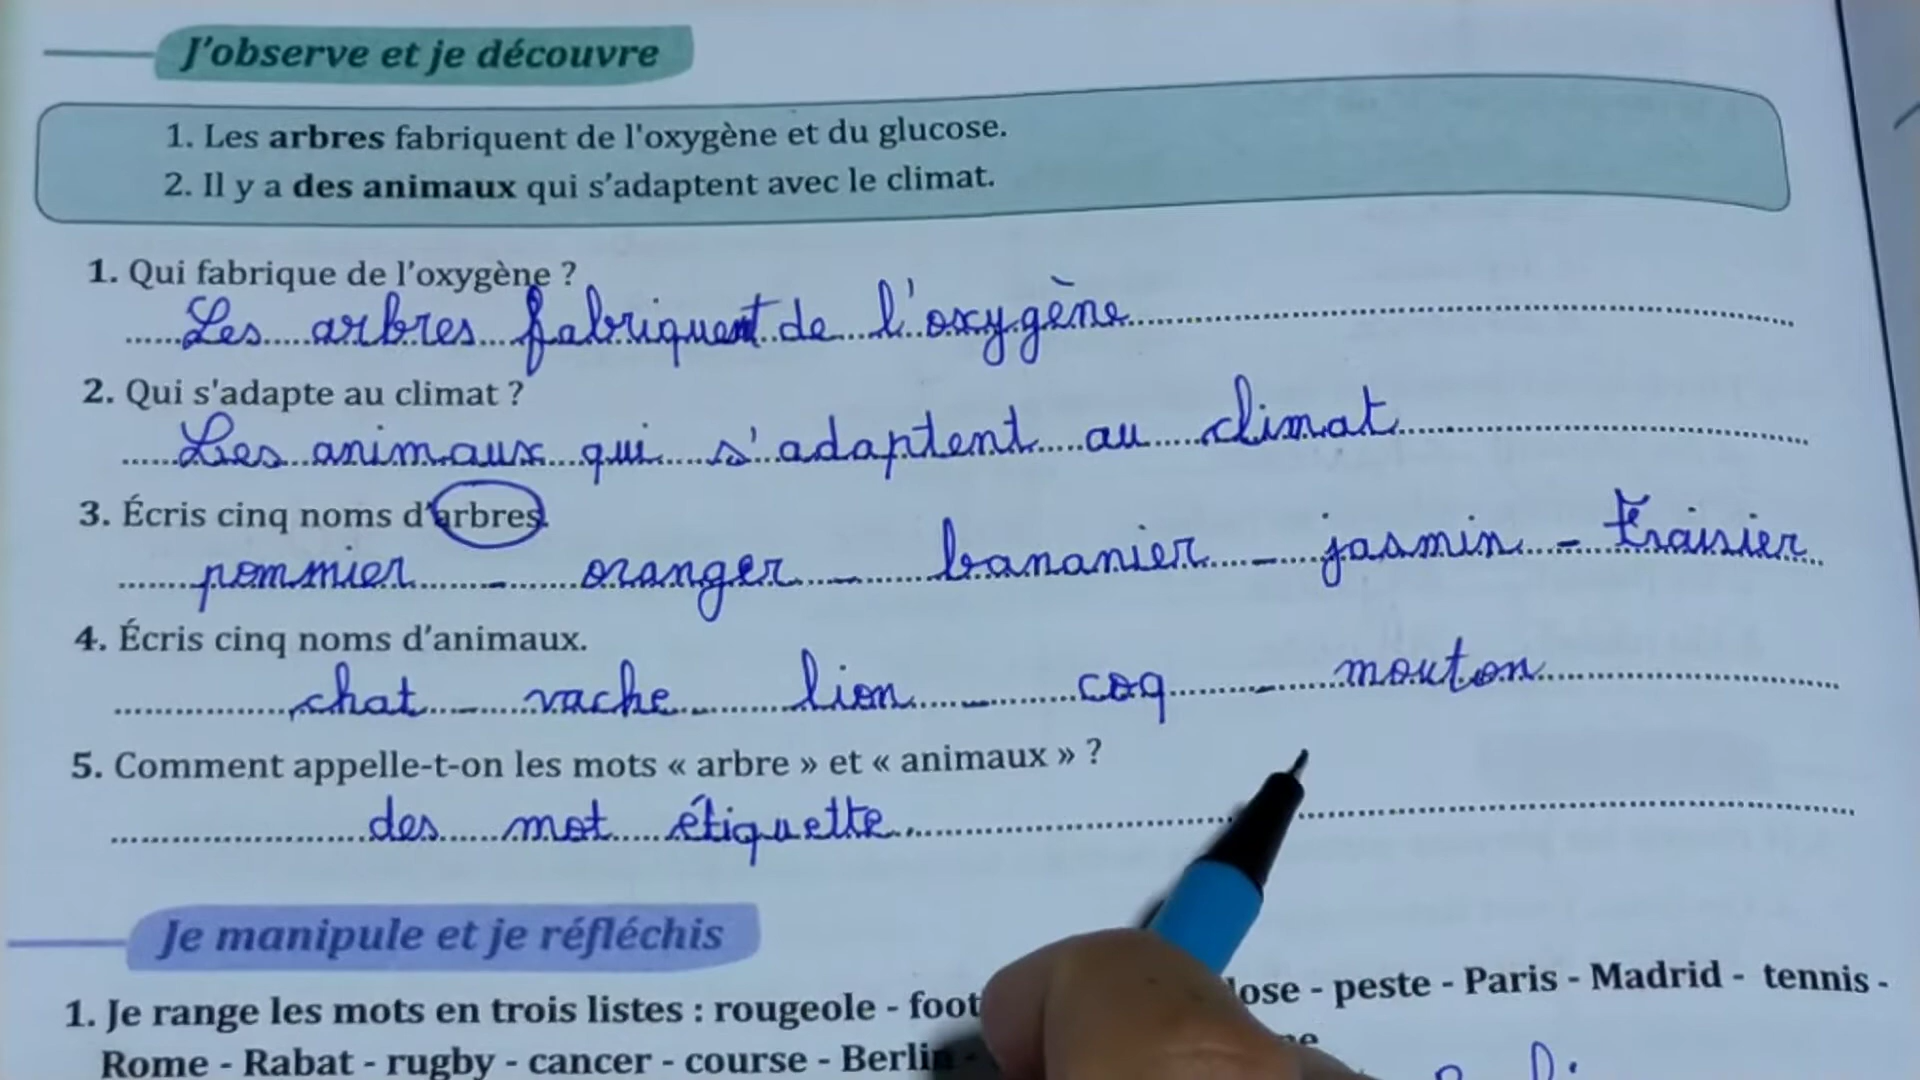 J'observe et je découvre
1. Les arbres fabriquent de l'oxygène et du glucose.
2. Il y a des animaux qui s'adaptent avec le climat.
1. Qui fabrique de l'oxygène ?
Les arbres fabriquent de l'oxygène
2. Qui s'adapte au climat ?
Les animaux qui s'adaptent au climat
3. Écris cinq noms d'arbres.
pommier - oranger - bananier - jasmin - fraisier
4. Écris cinq noms d'animaux.
chat - vache - lion - coq - mouton
5. Comment appelle-t-on les mots « arbre » et « animaux » ?
des mot étiquette
Je manipule et je réfléchis
1. Je range les mots en trois listes : rougeole - foot lose - peste - Paris - Madrid - tennis -
Rome - Rabat - rugby - cancer - course - Berlin -